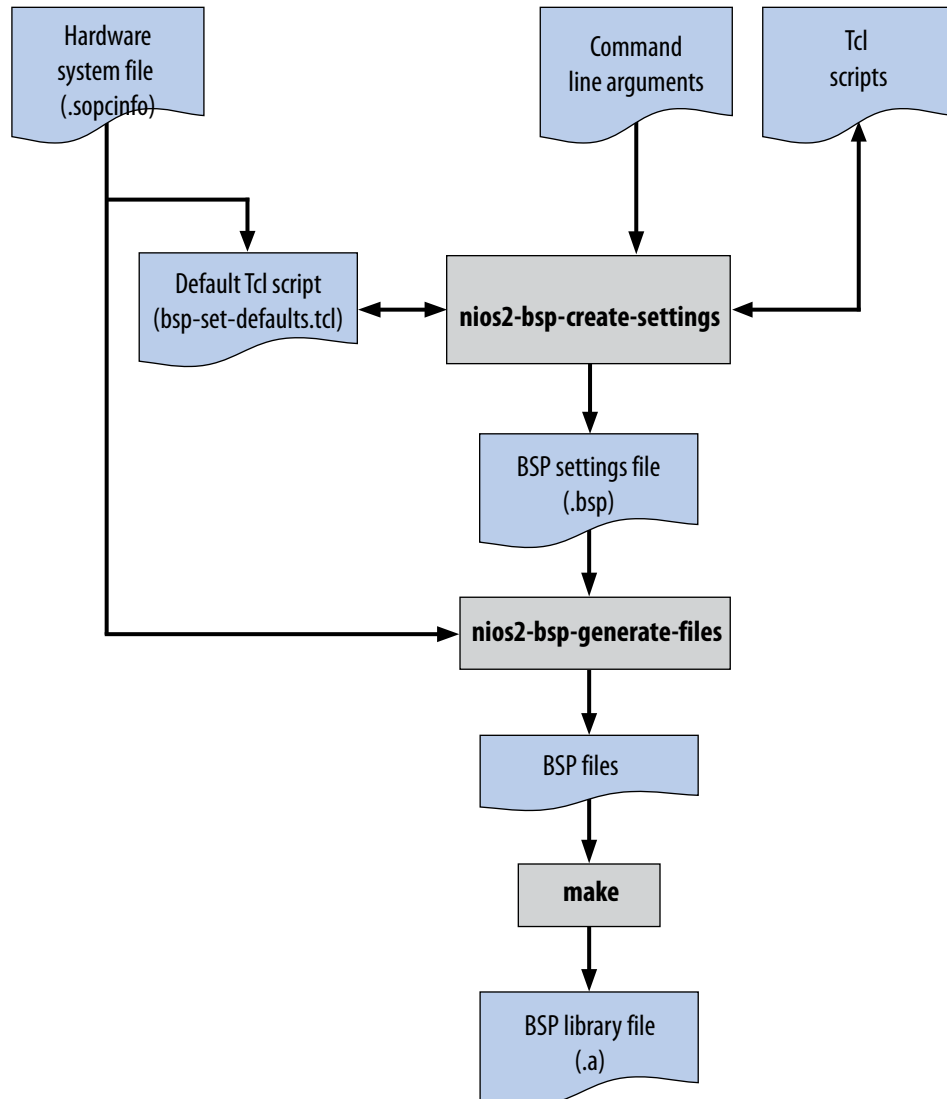 Hardware
system file
(.sopcinfo)
Command
line arguments
Tcl
scripts
Default Tcl script
(bsp-set-defaults.tcl)
nios2-bsp-create-settings
BSP settings file
(.bsp)
nios2-bsp-generate-files
BSP files
make
BSP library file
(.a)